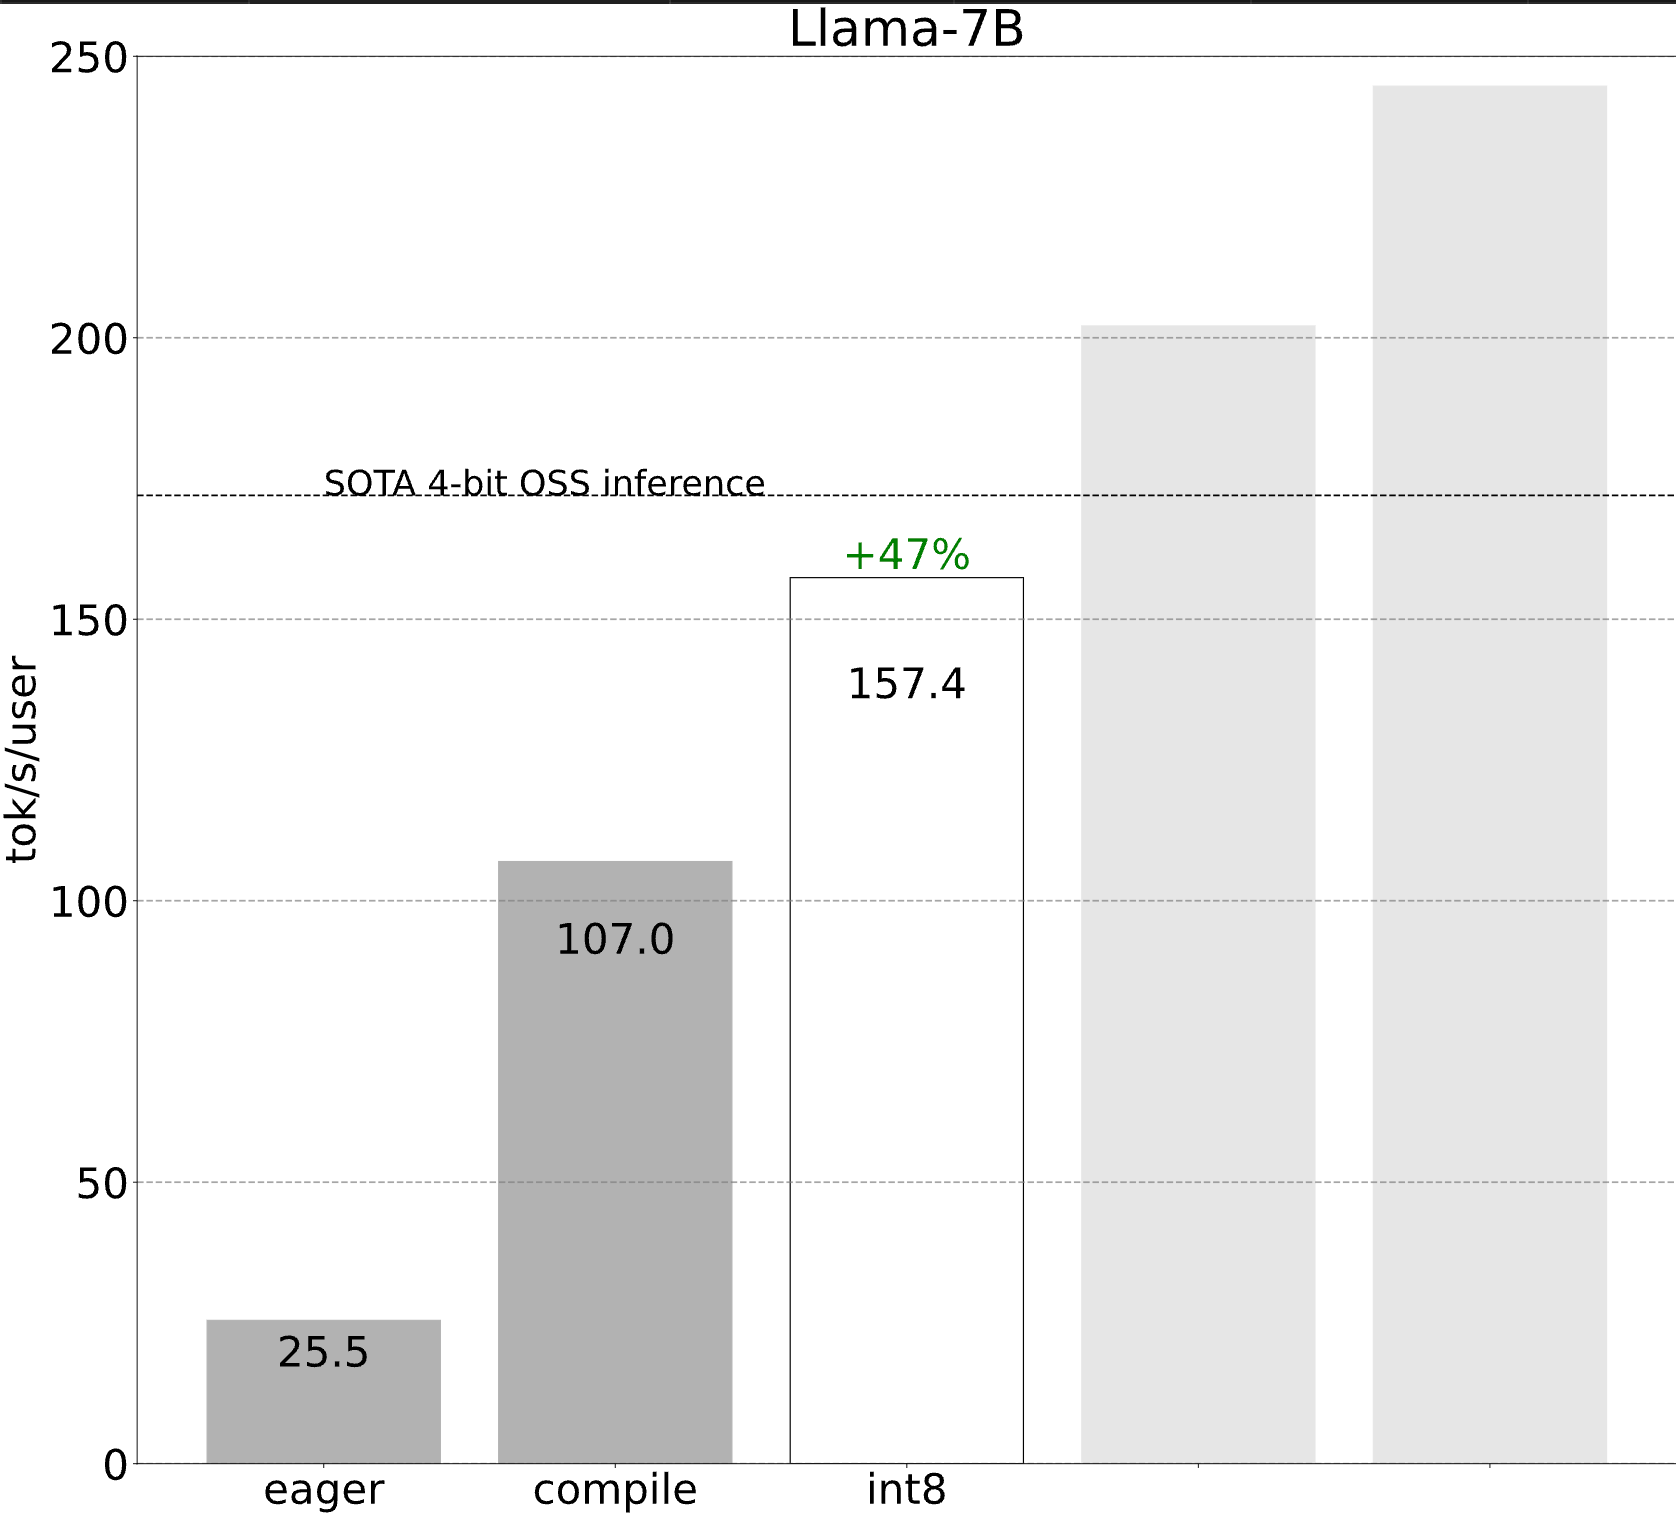 Llama-7B
250
200
SOTA 4-bit OSS inference
+47%
150
157.4
tok/s/user
107.0
100
50
25.5
0
eager compile int8